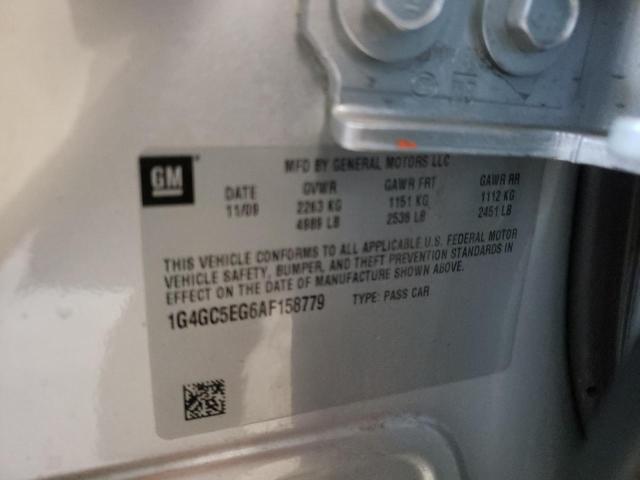 GM
MFD BY GENERAL MOTORS LLC
DATE GVWR GAWR FRT GAWR RR
11/09 2263 KG 1151 KG 1112 KG
4989 LB 2539 LB 2451 LB
THIS VEHICLE CONFORMS TO ALL APPLICABLE U.S. FEDERAL MOTOR
VEHICLE SAFETY, BUMPER, AND THEFT PREVENTION STANDARDS IN
EFFECT ON THE DATE OF MANUFACTURE SHOWN ABOVE.
1G4GC5EG6AF158779 TYPE: PASS CAR